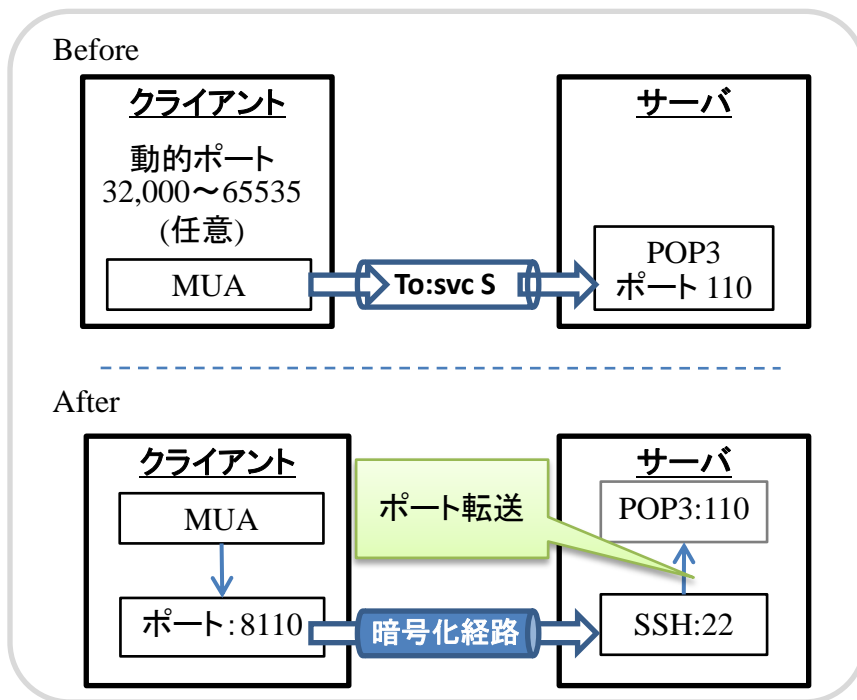 Before
クライアント
サーバ
動的ポート
32,000～65535
(任意)
MUA
To:svc S
POP3
ポート 110
After
クライアント
サーバ
MUA
ポート転送
POP3:110
ポート:8110
暗号化経路
SSH:22